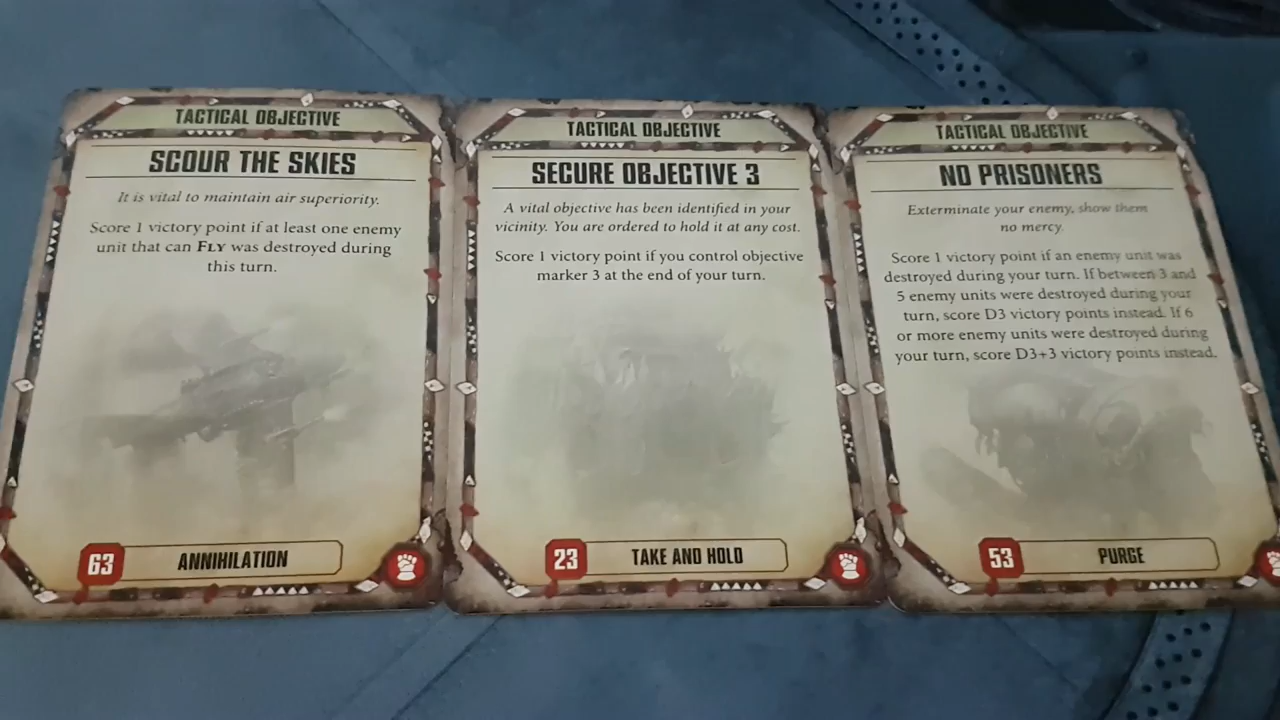 TACTICAL OBJECTIVE
SCOUR THE SKIES
It is vital to maintain air superiority.
Score 1 victory point if at least one enemy
unit that can FLY was destroyed during
this turn.
63
ANNIHILATION
TACTICAL OBJECTIVE
SECURE OBJECTIVE 3
A vital objective has been identified in your
vicinity. You are ordered to hold it at any cost.
Score 1 victory point if you control objective
marker 3 at the end of your turn.
23
TAKE AND HOLD
TACTICAL OBJECTIVE
NO PRISONERS
Exterminate your enemy, show them
no mercy.
Score 1 victory point if an enemy unit was
destroyed during your turn. If between 3 and
5 enemy units were destroyed during your
turn, score D3 victory points instead. If 6
or more enemy units were destroyed during
your turn, score D3+3 victory points instead.
53
PURGE